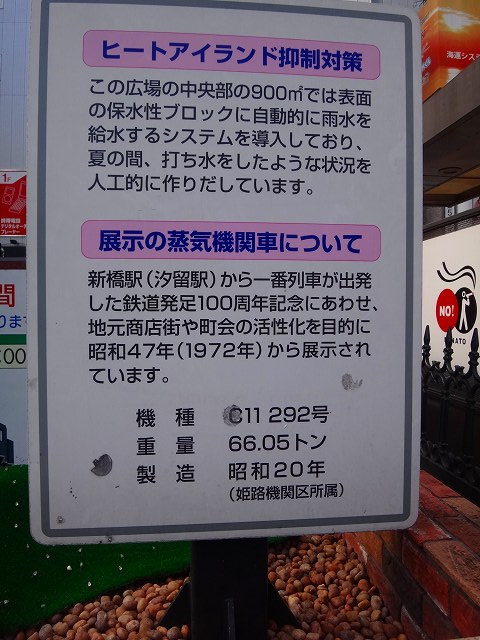 ヒートアイランド抑制対策
この広場の中央部の900㎡では表面
の保水性ブロックに自動的に雨水を
給水するシステムを導入しており、
夏の間、打ち水をしたような状況を
人工的に作りだしています。
展示の蒸気機関車について
新橋駅(汐留駅)から一番列車が出発
した鉄道発足100周年記念にあわせ、
地元商店街や町会の活性化を目的に
昭和47年(1972年)から展示され
ています。
機種 C11 292号
重量 66.05トン
製造 昭和20年
(姫路機関区所属)
1F
間
:00
NO!